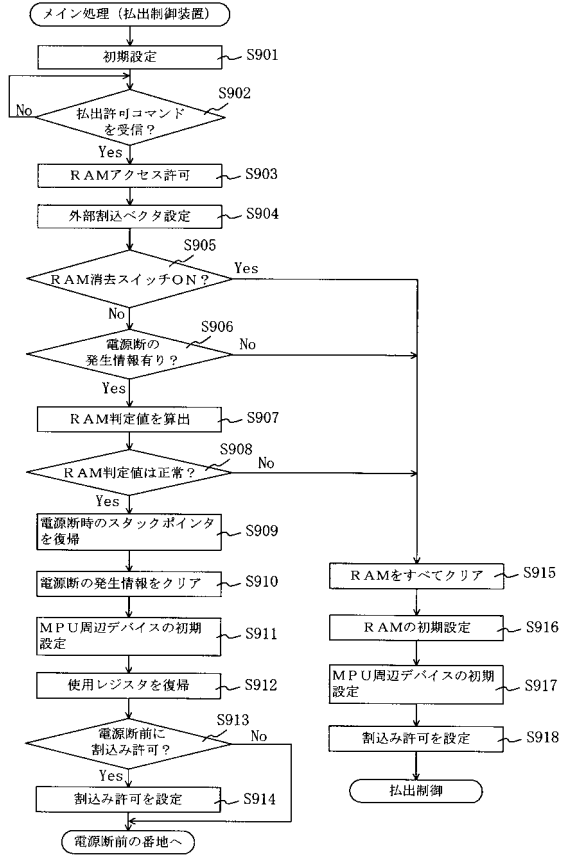 メイン処理（払出制御装置）
初期設定
S901
払出許可コマンド
を受信？
S902
No
Yes
ＲＡＭアクセス許可
S903
外部割込ベクタ設定
S904
ＲＡＭ消去スイッチＯＮ？
S905
Yes
No
電源断の
発生情報有り？
S906
No
Yes
ＲＡＭ判定値を算出
S907
ＲＡＭ判定値は正常？
S908
No
Yes
電源断時のスタックポインタ
を復帰
S909
電源断の発生情報をクリア
S910
ＭＰＵ周辺デバイスの初期
設定
S911
使用レジスタを復帰
S912
電源断前に
割込み許可？
S913
No
Yes
割込み許可を設定
S914
電源断前の番地へ
ＲＡＭをすべてクリア
S915
ＲＡＭの初期設定
S916
ＭＰＵ周辺デバイスの初期
設定
S917
割込み許可を設定
S918
払出制御